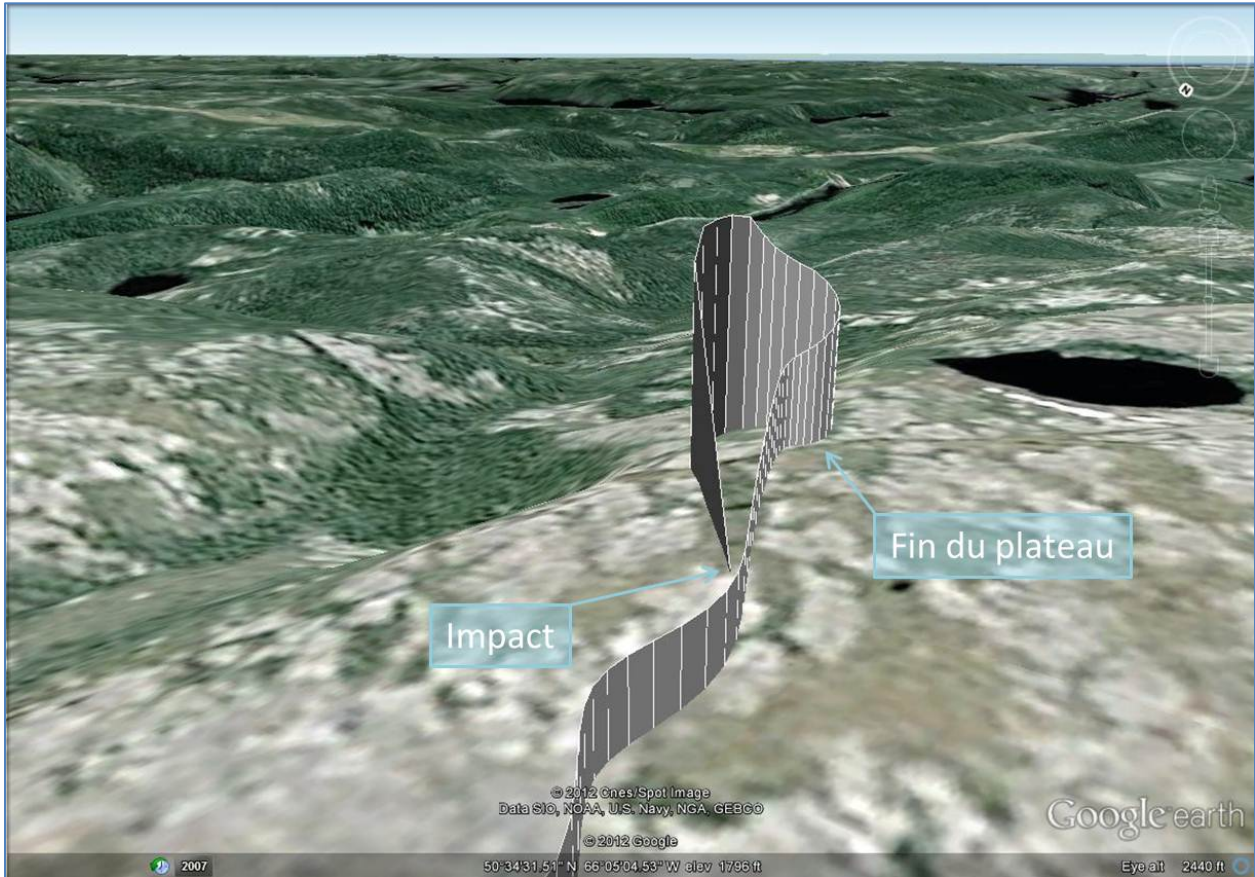 N
Fin du plateau
Impact
© 2012 Cnes/Spot Image
Data SIO, NOAA, U.S. Navy, NGA, GEBCO
© 2012 Google
Google earth
2007
50°34'31.51" N 66°05'04.53" W elev 1796 ft
Eye alt 2440 ft